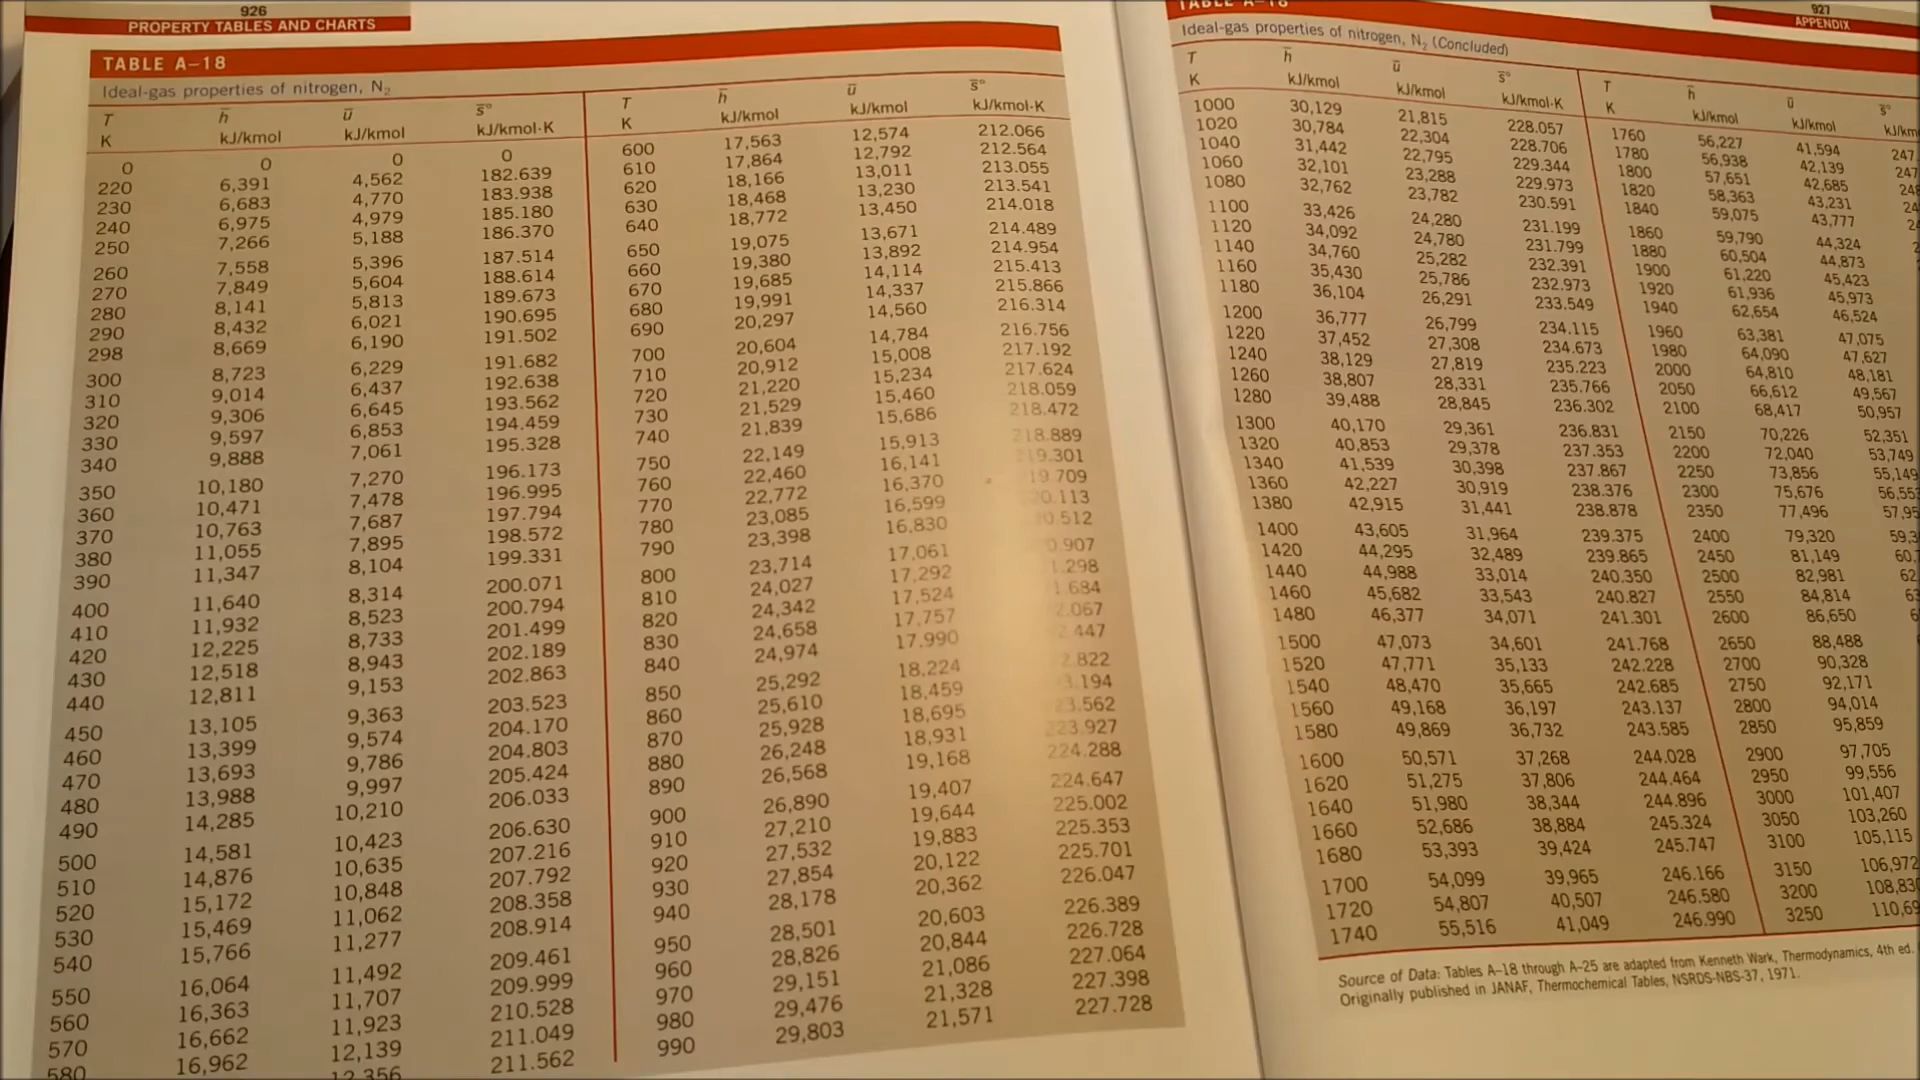 926
PROPERTY TABLES AND CHARTS
TABLE A–18
Ideal-gas properties of nitrogen, N₂
T h̄ ū s̄°
K kJ/kmol kJ/kmol kJ/kmol·K
0 0 0 0
220 6,391 4,562 182.639
230 6,683 4,770 183.938
240 6,975 4,979 185.180
250 7,266 5,188 186.370
260 7,558 5,396 187.514
270 7,849 5,604 188.614
280 8,141 5,813 189.673
290 8,432 6,021 190.695
298 8,669 6,190 191.502
300 8,723 6,229 191.682
310 9,014 6,437 192.638
320 9,306 6,645 193.562
330 9,597 6,853 194.459
340 9,888 7,061 195.328
350 10,180 7,270 196.173
360 10,471 7,478 196.995
370 10,763 7,687 197.794
380 11,055 7,895 198.572
390 11,347 8,104 199.331
400 11,640 8,314 200.071
410 11,932 8,523 200.794
420 12,225 8,733 201.499
430 12,518 8,943 202.189
440 12,811 9,153 202.863
450 13,105 9,363 203.523
460 13,399 9,574 204.170
470 13,693 9,786 204.803
480 13,988 9,997 205.424
490 14,285 10,210 206.033
500 14,581 10,423 206.630
510 14,876 10,635 207.216
520 15,172 10,848 207.792
530 15,469 11,062 208.358
540 15,766 11,277 208.914
550 16,064 11,492 209.461
560 16,363 11,707 209.999
570 16,662 11,923 210.528
580 16,962 12,139 211.049
12,356 211.562
T h̄ ū s̄°
K kJ/kmol kJ/kmol kJ/kmol·K
600 17,563 12,574 212.066
610 17,864 12,792 212.564
620 18,166 13,011 213.055
630 18,468 13,230 213.541
640 18,772 13,450 214.018
650 19,075 13,671 214.489
660 19,380 13,892 214.954
670 19,685 14,114 215.413
680 19,991 14,337 215.866
690 20,297 14,560 216.314
700 20,604 14,784 216.756
710 20,912 15,008 217.192
720 21,220 15,234 217.624
730 21,529 15,460 218.059
740 21,839 15,686 218.472
750 22,149 15,913
760 22,460 16,141
770 22,772 16,370
780 23,085 16,599
790 23,398 16,830
800 23,714 17,061
810 24,027 17,292
820 24,342 17,524
830 24,658 17,757
840 24,974 17.990
850 25,292 18,224
860 25,610 18,459
870 25,928 18,695
880 26,248 18,931 223.927
890 26,568 19,168 224.288
900 26,890 19,407 224.647
910 27,210 19,644 225.002
920 27,532 19,883 225.353
930 27,854 20,122 225.701
940 28,178 20,362 226.047
950 28,501 20,603 226.389
960 28,826 20,844 226.728
970 29,151 21,086 227.064
980 29,476 21,328 227.398
990 29,803 21,571 227.728
927
APPENDIX
TABLE A–18
Ideal-gas properties of nitrogen, N₂ (Concluded)
T h̄ ū s̄°
K kJ/kmol kJ/kmol kJ/kmol·K
1000 30,129 21,815 228.057
1020 30,784 22,304 228.706
1040 31,442 22,795 229.344
1060 32,101 23,288 229.973
1080 32,762 23,782 230.591
1100 33,426 24,280 231.199
1120 34,092 24,780 231.799
1140 34,760 25,282 232.391
1160 35,430 25,786 232.973
1180 36,104 26,291 233.549
1200 36,777 26,799 234.115
1220 37,452 27,308 234.673
1240 38,129 27,819 235.223
1260 38,807 28,331 235.766
1280 39,488 28,845 236.302
1300 40,170 29,361 236.831
1320 40,853 29,378 237.353
1340 41,539 30,398 237.867
1360 42,227 30,919 238.376
1380 42,915 31,441 238.878
1400 43,605 31,964 239.375
1420 44,295 32,489 239.865
1440 44,988 33,014 240.350
1460 45,682 33,543 240.827
1480 46,377 34,071 241.301
1500 47,073 34,601 241.768
1520 47,771 35,133 242.228
1540 48,470 35,665 242.685
1560 49,168 36,197 243.137
1580 49,869 36,732 243.585
1600 50,571 37,268 244.028
1620 51,275 37,806 244.464
1640 51,980 38,344 244.896
1660 52,686 38,884 245.324
1680 53,393 39,424 245.747
1700 54,099 39,965 246.166
1720 54,807 40,507 246.580
1740 55,516 41,049 246.990
T h̄ ū s̄°
K kJ/kmol kJ/kmol
1760 56,227 41,594
1780 56,938 42,139
1800 57,651 42,685
1820 58,363 43,231
1840 59,075 43,777
1860 59,790 44,324
1880 60,504 44,873
1900 61,220 45,423
1920 61,936 45,973
1940 62,654 46,524
1960 63,381 47,075
1980 64,090 47,627
2000 64,810 48,181
2050 66,612 49,567
2100 68,417 50,957
2150 70,226 52,351
2200 72,040 53,749
2250 73,856 55,149
2300 75,676
2350 77,496
2400 79,320
2450 81,149
2500 82,981
2550 84,814
2600 86,650
2650 88,488
2700 90,328
2750 92,171
2800 94,014
2850 95,859
2900 97,705
2950 99,556
3000 101,407
3050 103,260
3100 105,115
3150 106,972
3200
3250
Source of Data: Tables A–18 through A–25 are adapted from Kenneth Wark, Thermodynamics, 4th ed.
Originally published in JANAF, Thermochemical Tables, NSRDS-NBS-37, 1971.